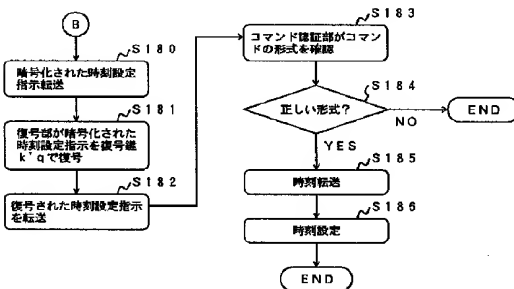 B
S180
暗号化された時刻設定
指示転送
S181
復号部が暗号化された
時刻設定指示を復号鍵
k'qで復号
S182
復号された時刻設定指示
を転送
S183
コマンド認証部がコマン
ドの形式を確認
S184
正しい形式?
NO
END
YES
S185
時刻転送
S186
時刻設定
END